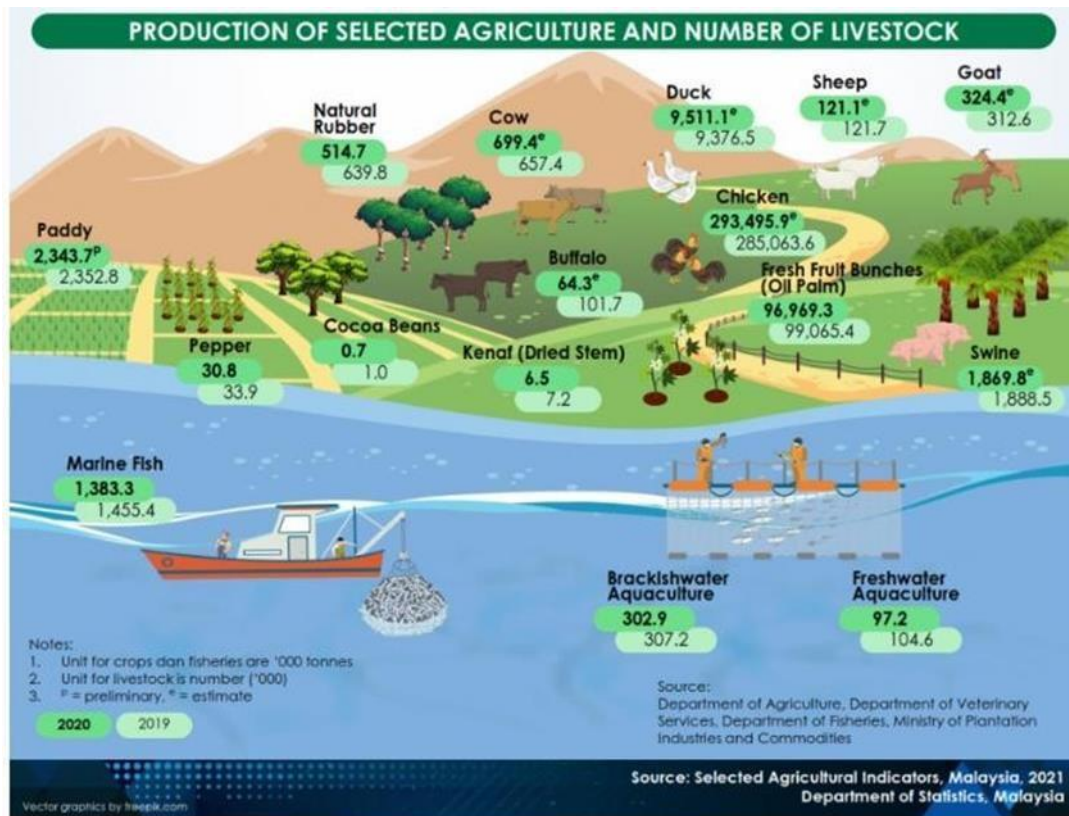 PRODUCTION OF SELECTED AGRICULTURE AND NUMBER OF LIVESTOCK
Natural
Rubber
514.7
639.8
Cow
699.4ᵉ
657.4
Duck
9,511.1ᵉ
9,376.5
Sheep
121.1ᵉ
121.7
Goat
324.4ᵉ
312.6
Paddy
2,343.7ᵖ
2,352.8
Chicken
293,495.9ᵉ
285,063.6
Buffalo
64.3ᵉ
101.7
Fresh Fruit Bunches
(Oil Palm)
96,969.3
99,065.4
Pepper
30.8
33.9
Cocoa Beans
0.7
1.0
Kenaf (Dried Stem)
6.5
7.2
Swine
1,869.8ᵉ
1,888.5
Marine Fish
1,383.3
1,455.4
Brackishwater
Aquaculture
302.9
307.2
Freshwater
Aquaculture
97.2
104.6
Notes:
1. Unit for crops dan fisheries are '000 tonnes
2. Unit for livestock is number ('000)
3. ᵖ = preliminary, ᵉ = estimate
2020 2019
Source:
Department of Agriculture, Department of Veterinary
Services, Department of Fisheries, Ministry of Plantation
Industries and Commodities
Source: Selected Agricultural Indicators, Malaysia, 2021
Department of Statistics, Malaysia
Vector graphics by freepik.com